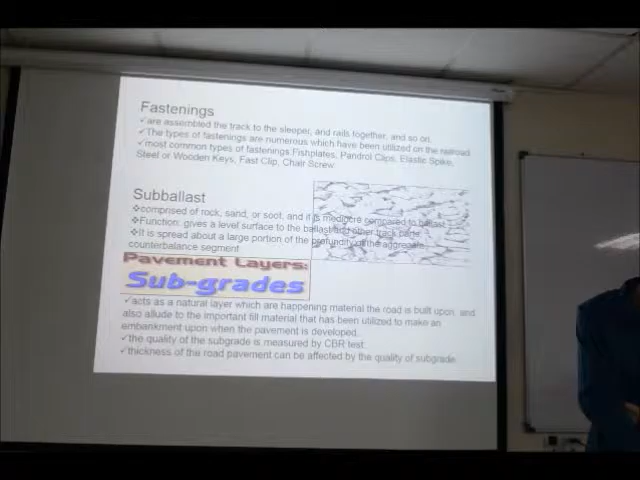 Fastenings
✓are assembled the track to the sleeper, and rails together, and so on.
✓The types of fastenings are numerous which have been utilized on the railroad
✓most common types of fastenings Fishplates, Pandrol Clips, Elastic Spike,
Steel or Wooden Keys, Fast Clip, Chair Screw
Subballast
❖comprised of rock, sand, or soot, and it is mediocre compared to ballast
❖Function: gives a level surface to the ballast and other track parts
❖It is spread about a large portion of the profundity of the aggregate
counterbalance segment
Pavement Layers:
Sub-grades
✓acts as a natural layer which are happening material the road is built upon, and
also allude to the important fill material that has been utilized to make an
embankment upon when the pavement is developed.
✓the quality of the subgrade is measured by CBR test.
✓thickness of the road pavement can be affected by the quality of subgrade